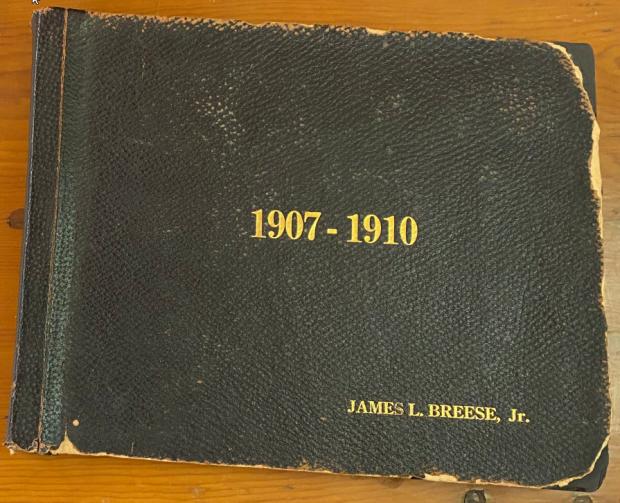 1907 - 1910
JAMES L. BREESE, Jr.